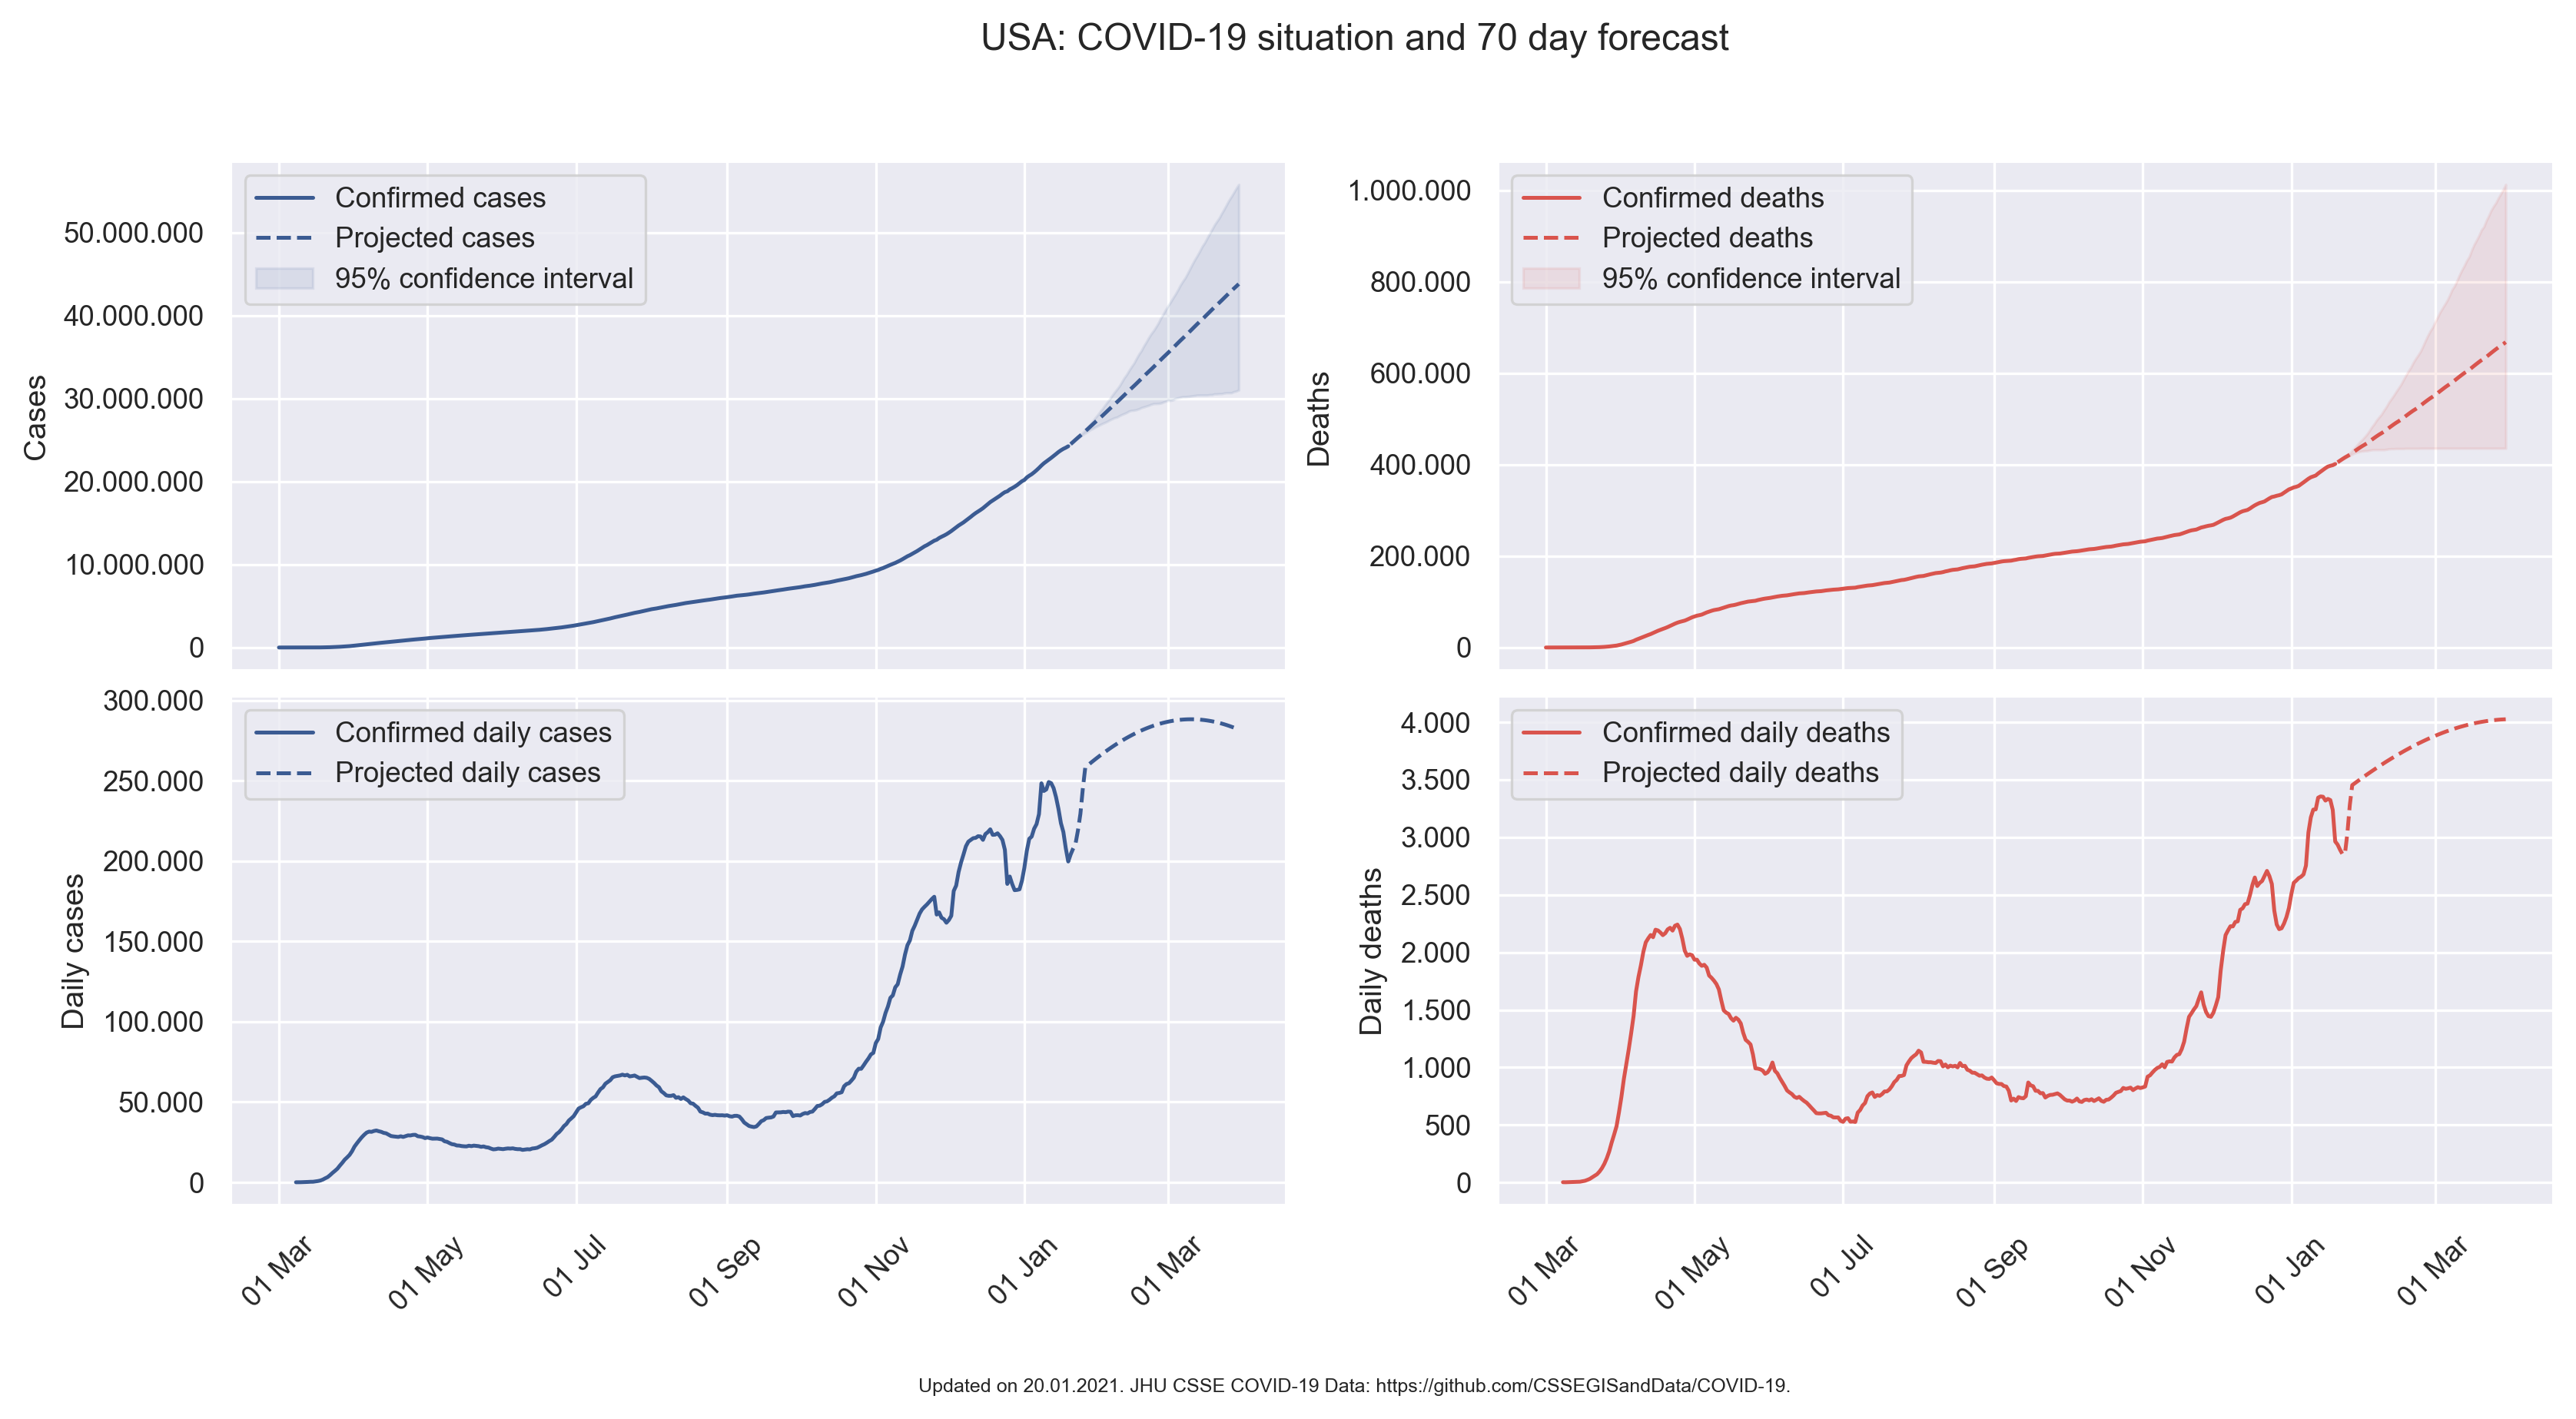 USA: COVID-19 situation and 70 day forecast
Confirmed cases
Projected cases
95% confidence interval
50.000.000
40.000.000
30.000.000
20.000.000
10.000.000
0
Cases
Confirmed deaths
Projected deaths
95% confidence interval
1.000.000
800.000
600.000
400.000
200.000
0
Deaths
Confirmed daily cases
Projected daily cases
300.000
250.000
200.000
150.000
100.000
50.000
0
Daily cases
01 Mar
01 May
01 Jul
01 Sep
01 Nov
01 Jan
01 Mar
Confirmed daily deaths
Projected daily deaths
4.000
3.500
3.000
2.500
2.000
1.500
1.000
500
0
Daily deaths
01 Mar
01 May
01 Jul
01 Sep
01 Nov
01 Jan
01 Mar
Updated on 20.01.2021. JHU CSSE COVID-19 Data: https://github.com/CSSEGISandData/COVID-19.